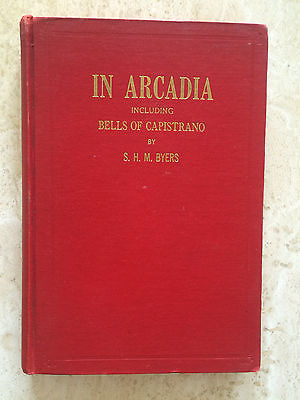 IN ARCADIA
INCLUDING
BELLS OF CAPISTRANO
BY
S. H. M. BYERS